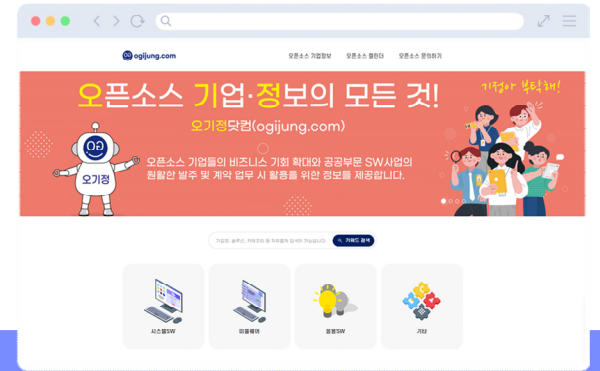 ogijung.com
오픈소스 기업정보 오픈소스 캘린더 오픈소스 문의하기
오픈소스 기업·정보의 모든 것!
기정아 부탁해!
오기정닷컴(ogijung.com)
오픈소스 기업들의 비즈니스 기회 확대와 공공부문 SW사업의
원활한 발주 및 계약 업무 시 활용을 위한 정보를 제공합니다.
오기정
키워드 검색
시스템SW 미들웨어 응용SW 기타